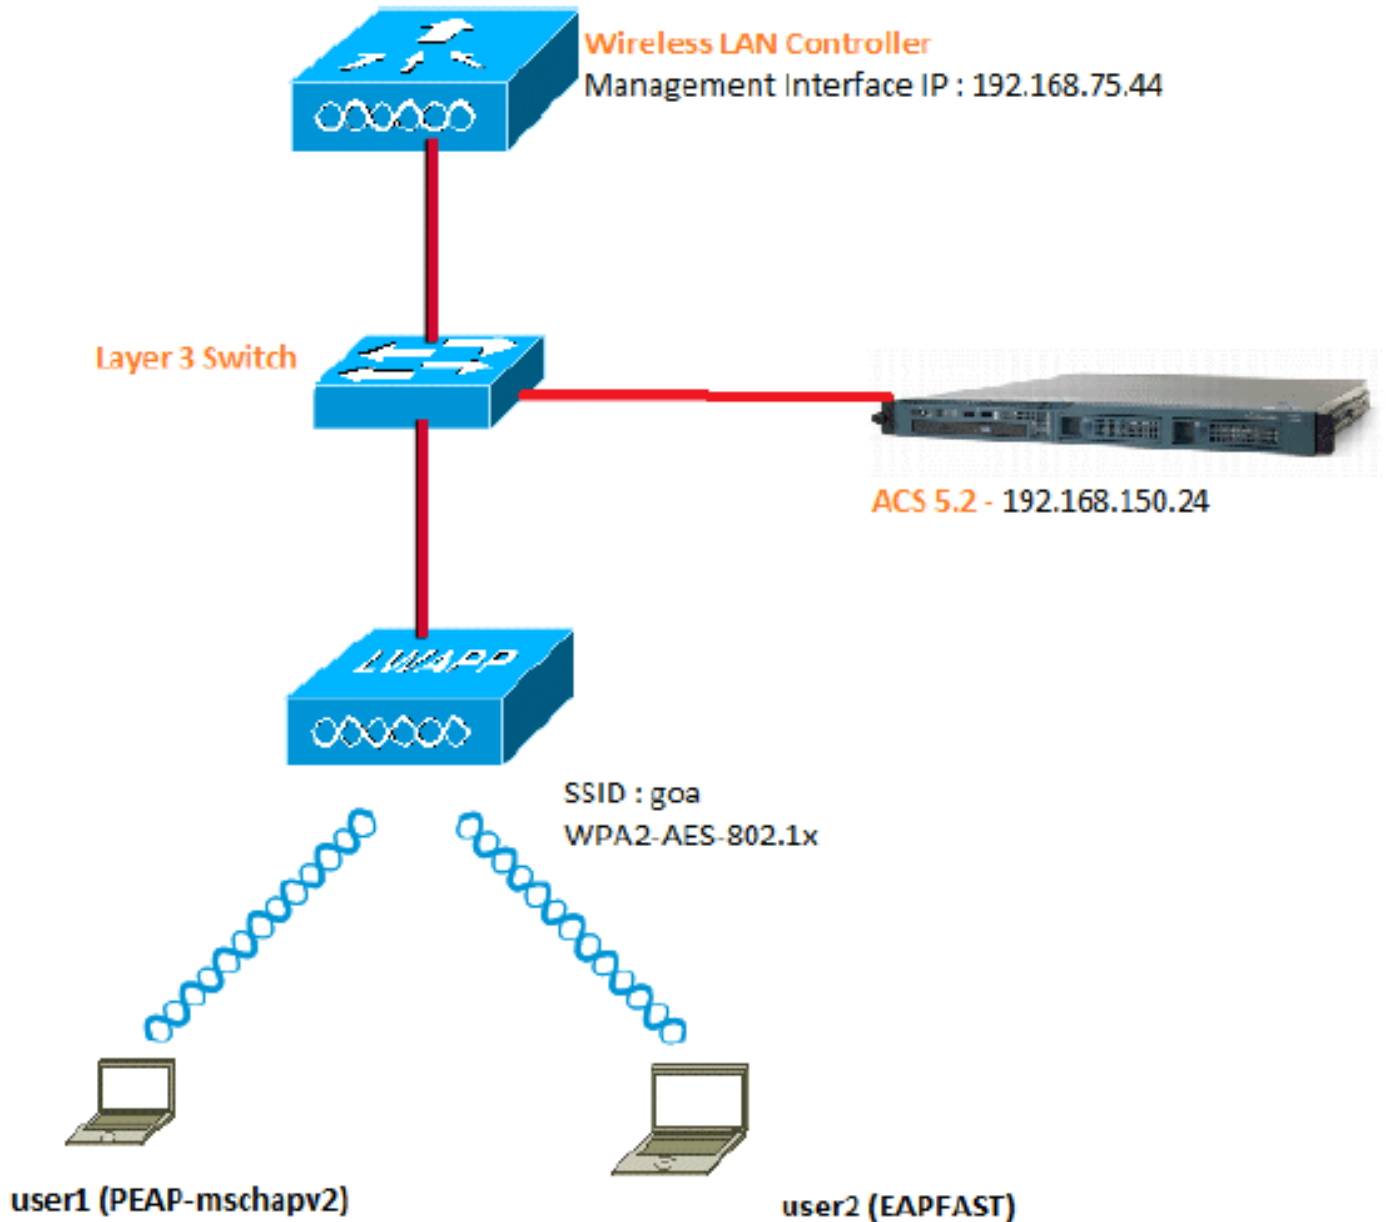 Wireless LAN Controller
Management Interface IP : 192.168.75.44
Layer 3 Switch
ACS 5.2 - 192.168.150.24
LWAPP
SSID : goa
WPA2-AES-802.1x
user1 (PEAP-mschapv2)
user2 (EAPFAST)